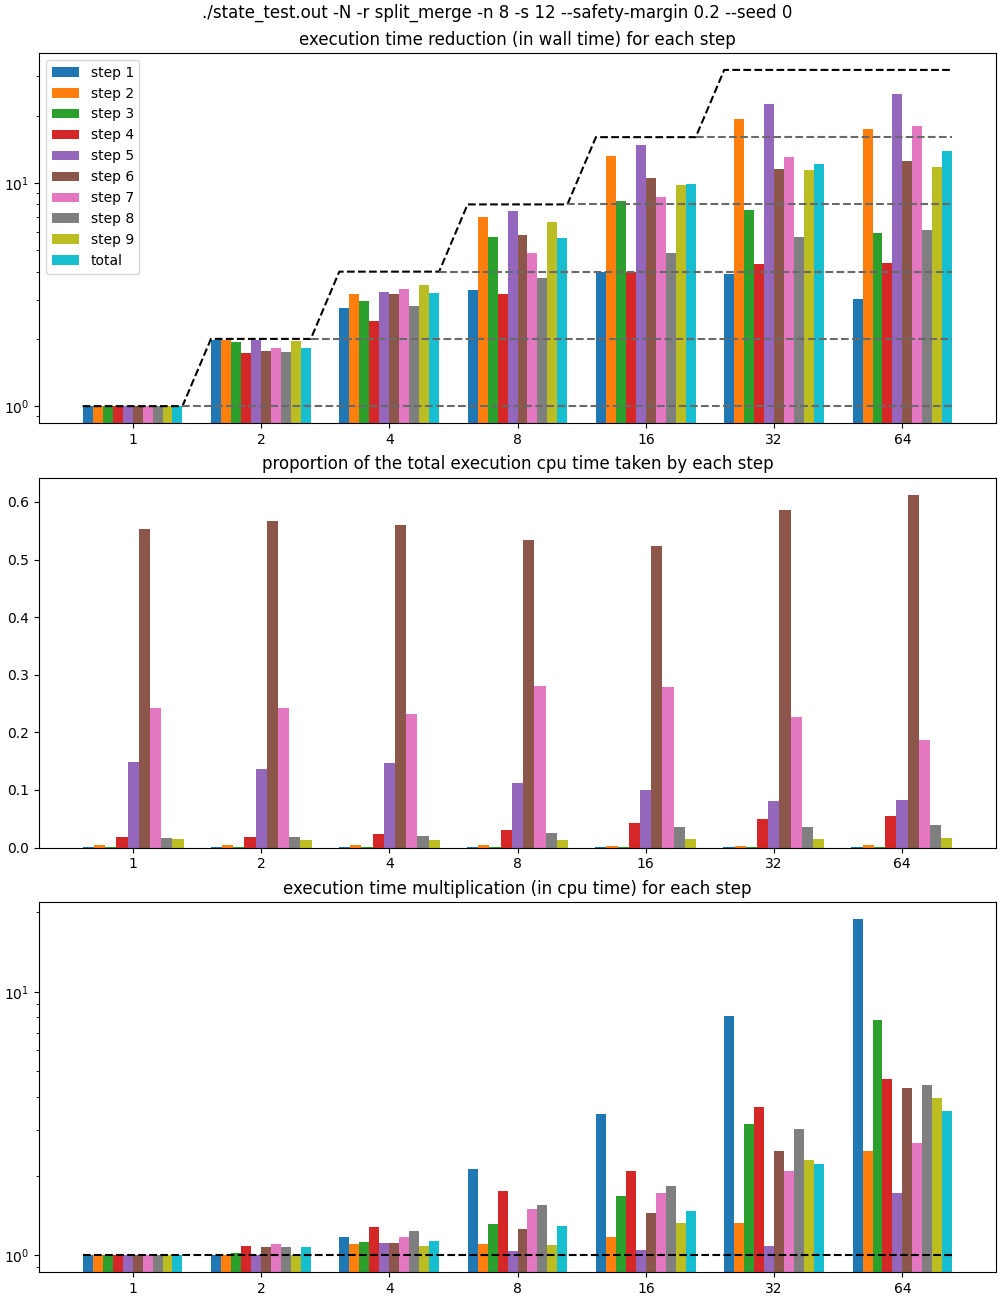 ./state_test.out -N -r split_merge -n 8 -s 12 --safety-margin 0.2 --seed 0
execution time reduction (in wall time) for each step
step 1
step 2
step 3
step 4
step 5
step 6
step 7
step 8
step 9
total
10¹
10⁰
1 2 4 8 16 32 64
proportion of the total execution cpu time taken by each step
0.6
0.5
0.4
0.3
0.2
0.1
0.0
1 2 4 8 16 32 64
execution time multiplication (in cpu time) for each step
10¹
10⁰
1 2 4 8 16 32 64